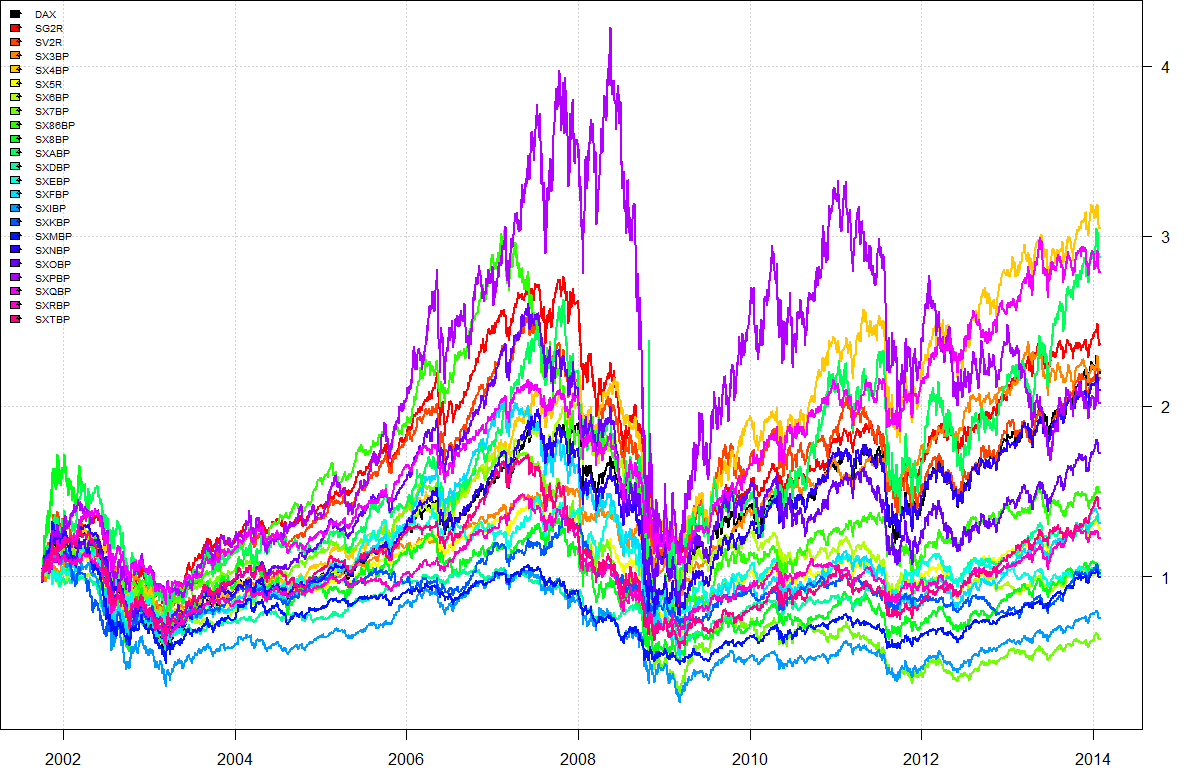 DAX
SG2R
SV2R
SX3BP
SX4BP
SX5R
SX6BP
SX7BP
SX86BP
SX8BP
SXABP
SXDBP
SXEBP
SXFBP
SXIBP
SXKBP
SXMBP
SXNBP
SXOBP
SXPBP
SXQBP
SXRBP
SXTBP
4
3
2
1
2002 2004 2006 2008 2010 2012 2014